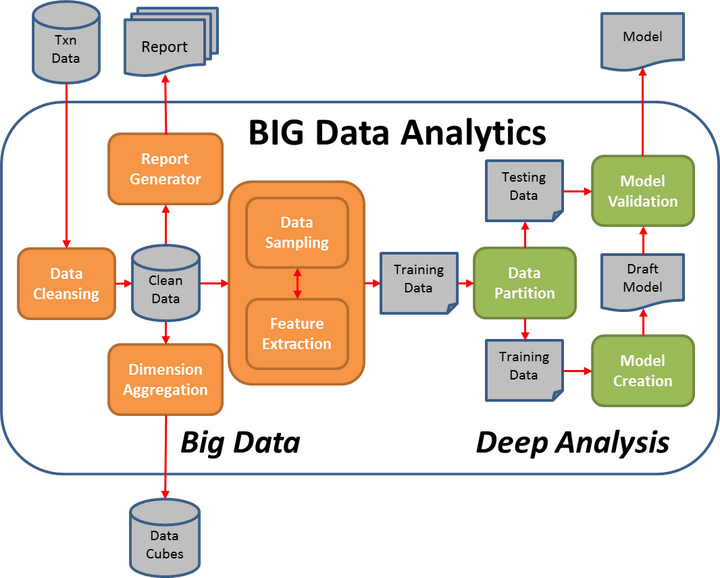 Txn
Data
Report
Model
BIG Data Analytics
Report
Generator
Data
Sampling
Testing
Data
Model
Validation
Data
Cleansing
Clean
Data
Training
Data
Data
Partition
Draft
Model
Feature
Extraction
Dimension
Aggregation
Training
Data
Model
Creation
Big Data
Deep Analysis
Data
Cubes